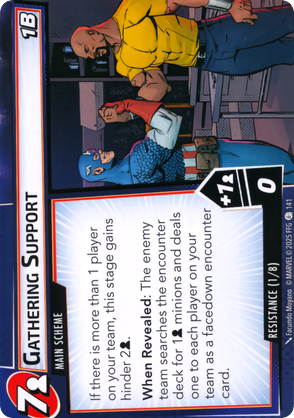 GATHERING SUPPORT
1B
MAIN SCHEME
If there is more than 1 player
on your team, this stage gains
hinder 2.
When Revealed: The enemy
team searches the encounter
deck for 1 minions and deals
one to each player on your
team as a facedown encounter
card.
7
+1
0
RESISTANCE (1/8)
Facundo Moyano © MARVEL © 2025 FFG 141